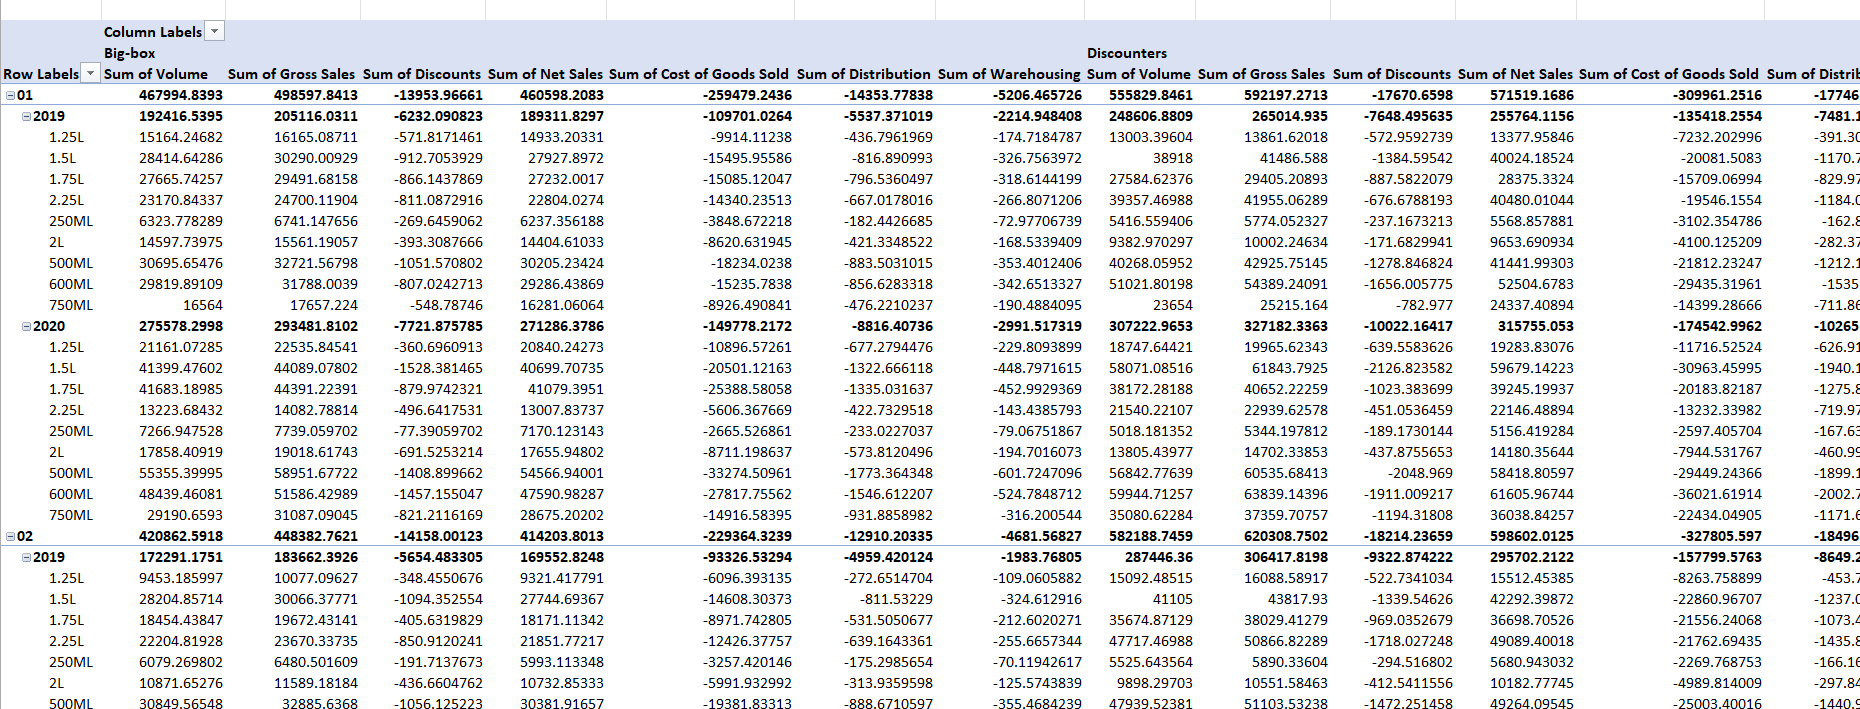 Column Labels
Big-box Discounters
Row Labels Sum of Volume Sum of Gross Sales Sum of Discounts Sum of Net Sales Sum of Cost of Goods Sold Sum of Distribution Sum of Warehousing Sum of Volume Sum of Gross Sales Sum of Discounts Sum of Net Sales Sum of Cost of Goods Sold Sum of Distrib
01 467994.8393 498597.8413 -13953.96661 460598.2083 -259479.2436 -14353.77838 -5206.465726 555829.8461 592197.2713 -17670.6598 571519.1686 -309961.2516 -17746
2019 192416.5395 205116.0311 -6232.090823 189311.8297 -109701.0264 -5537.371019 -2214.948408 248606.8809 265014.935 -7648.495635 255764.1156 -135418.2554 -7481.1
1.25L 15164.24682 16165.08711 -571.8171461 14933.20331 -9914.11238 -436.7961969 -174.7184787 13003.39604 13861.62018 -572.9592739 13377.95846 -7232.202996 -391.30
1.5L 28414.64286 30290.00929 -912.7053929 27927.8972 -15495.95586 -816.890993 -326.7563972 38918 41486.588 -1384.59542 40024.18524 -20081.5083 -1170.7
1.75L 27665.74257 29491.68158 -866.1437869 27232.0017 -15085.12047 -796.5360497 -318.6144199 27584.62376 29405.20893 -887.5822079 28375.3324 -15709.06994 -829.97
2.25L 23170.84337 24700.11904 -811.0872916 22804.0274 -14340.23513 -667.0178016 -266.8071206 39357.46988 41955.06289 -676.6788193 40480.01044 -19546.1554 -1184.0
250ML 6323.778289 6741.147656 -269.6459062 6237.356188 -3848.672218 -182.4426685 -72.97706739 5416.559406 5774.052327 -237.1673213 5568.857881 -3102.354786 -162.8
2L 14597.73975 15561.19057 -393.3087666 14404.61033 -8620.631945 -421.3348522 -168.5339409 9382.970297 10002.24634 -171.6829941 9653.690934 -4100.125209 -282.37
500ML 30695.65476 32721.56798 -1051.570802 30205.23424 -18234.0238 -883.5031015 -353.4012406 40268.05952 42925.75145 -1278.846824 41441.99303 -21812.23247 -1212.1
600ML 29819.89109 31788.0039 -807.0242713 29286.43869 -15235.7838 -856.6283318 -342.6513327 51021.80198 54389.24091 -1656.005775 52504.6783 -29435.31961 -1535
750ML 16564 17657.224 -548.78746 16281.06064 -8926.490841 -476.2210237 -190.4884095 23654 25215.164 -782.977 24337.40894 -14399.28666 -711.86
2020 275578.2998 293481.8102 -7721.875785 271286.3786 -149778.2172 -8816.40736 -2991.517319 307222.9653 327182.3363 -10022.16417 315755.053 -174542.9962 -10265
1.25L 21161.07285 22535.84541 -360.6960913 20840.24273 -10896.57261 -677.2794476 -229.8093899 18747.64421 19965.62343 -639.5583626 19283.83076 -11716.52524 -626.91
1.5L 41399.47602 44089.07802 -1528.381465 40699.70735 -20501.12163 -1322.666118 -448.7971615 58071.08516 61843.7925 -2126.823582 59679.14223 -30963.45995 -1940.1
1.75L 41683.18985 44391.22391 -879.9742321 41079.3951 -25388.58058 -1335.031637 -452.9929369 38172.28188 40652.22259 -1023.383699 39245.19937 -20183.82187 -1275.8
2.25L 13223.68432 14082.78814 -496.6417531 13007.83737 -5606.367669 -422.7329518 -143.4385793 21540.22107 22939.62578 -451.0536459 22146.48894 -13232.33982 -719.97
250ML 7266.947528 7739.059702 -77.39059702 7170.123143 -2665.526861 -233.0227037 -79.06751867 5018.181352 5344.197812 -189.1730144 5156.419284 -2597.405704 -167.63
2L 17858.40919 19018.61743 -691.5253214 17655.94802 -8711.198637 -573.8120496 -194.7016073 13805.43977 14702.33853 -437.8755653 14180.35644 -7944.531767 -460.99
500ML 55355.39995 58951.67722 -1408.899662 54566.94001 -33274.50961 -1773.364348 -601.7247096 56842.77639 60535.68413 -2048.969 58418.80597 -29449.24366 -1899.1
600ML 48439.46081 51586.42989 -1457.155047 47590.98287 -27817.75562 -1546.612207 -524.7848712 59944.71257 63839.14396 -1911.009217 61605.96744 -36021.61914 -2002.7
750ML 29190.6593 31087.09045 -821.2116169 28675.20202 -14916.58395 -931.8858982 -316.200544 35080.62284 37359.70757 -1194.31808 36038.84257 -22434.04905 -1171.6
02 420862.5918 448382.7621 -14158.00123 414203.8013 -229364.3239 -12910.20335 -4681.56827 582188.7459 620308.7502 -18214.23659 598602.0125 -327805.597 -18496
2019 172291.1751 183662.3926 -5654.483305 169552.8248 -93326.53294 -4959.420124 -1983.76805 287446.36 306417.8198 -9322.874222 295702.2122 -157799.5763 -8649.2
1.25L 9453.185997 10077.09627 -348.4550676 9321.417791 -6096.393135 -272.6514704 -109.0605882 15092.48515 16088.58917 -522.7341034 15512.45385 -8263.758899 -453.7
1.5L 28204.85714 30066.37771 -1094.352554 27744.69367 -14608.30373 -811.53229 -324.612916 41105 43817.93 -1339.54626 42292.39872 -22860.96707 -1237.0
1.75L 18454.43847 19672.43141 -405.6319829 18171.11342 -8971.742805 -531.5050677 -212.6020271 35674.87129 38029.41279 -969.0352679 36698.70526 -21556.24068 -1073.4
2.25L 22204.81928 23670.33735 -850.9120241 21851.77217 -12426.37757 -639.1643361 -255.6657344 47717.46988 50866.82289 -1718.027248 49089.40018 -21762.69435 -1435.8
250ML 6079.269802 6480.501609 -191.7137673 5993.113348 -3257.420146 -175.2985654 -70.11942617 5525.643564 5890.33604 -294.516802 5680.943032 -2269.768753 -166.16
2L 10871.65276 11589.18184 -436.6604762 10732.85333 -5991.932992 -313.9359598 -125.5743839 9898.29703 10551.58463 -412.5411556 10182.77745 -4989.814009 -297.84
500ML 30849.56548 32885.6368 -1056.125223 30381.91657 -19381.83313 -888.6710597 -355.4684239 47939.52381 51103.53238 -1472.251458 49264.09545 -25003.40016 -1440.9